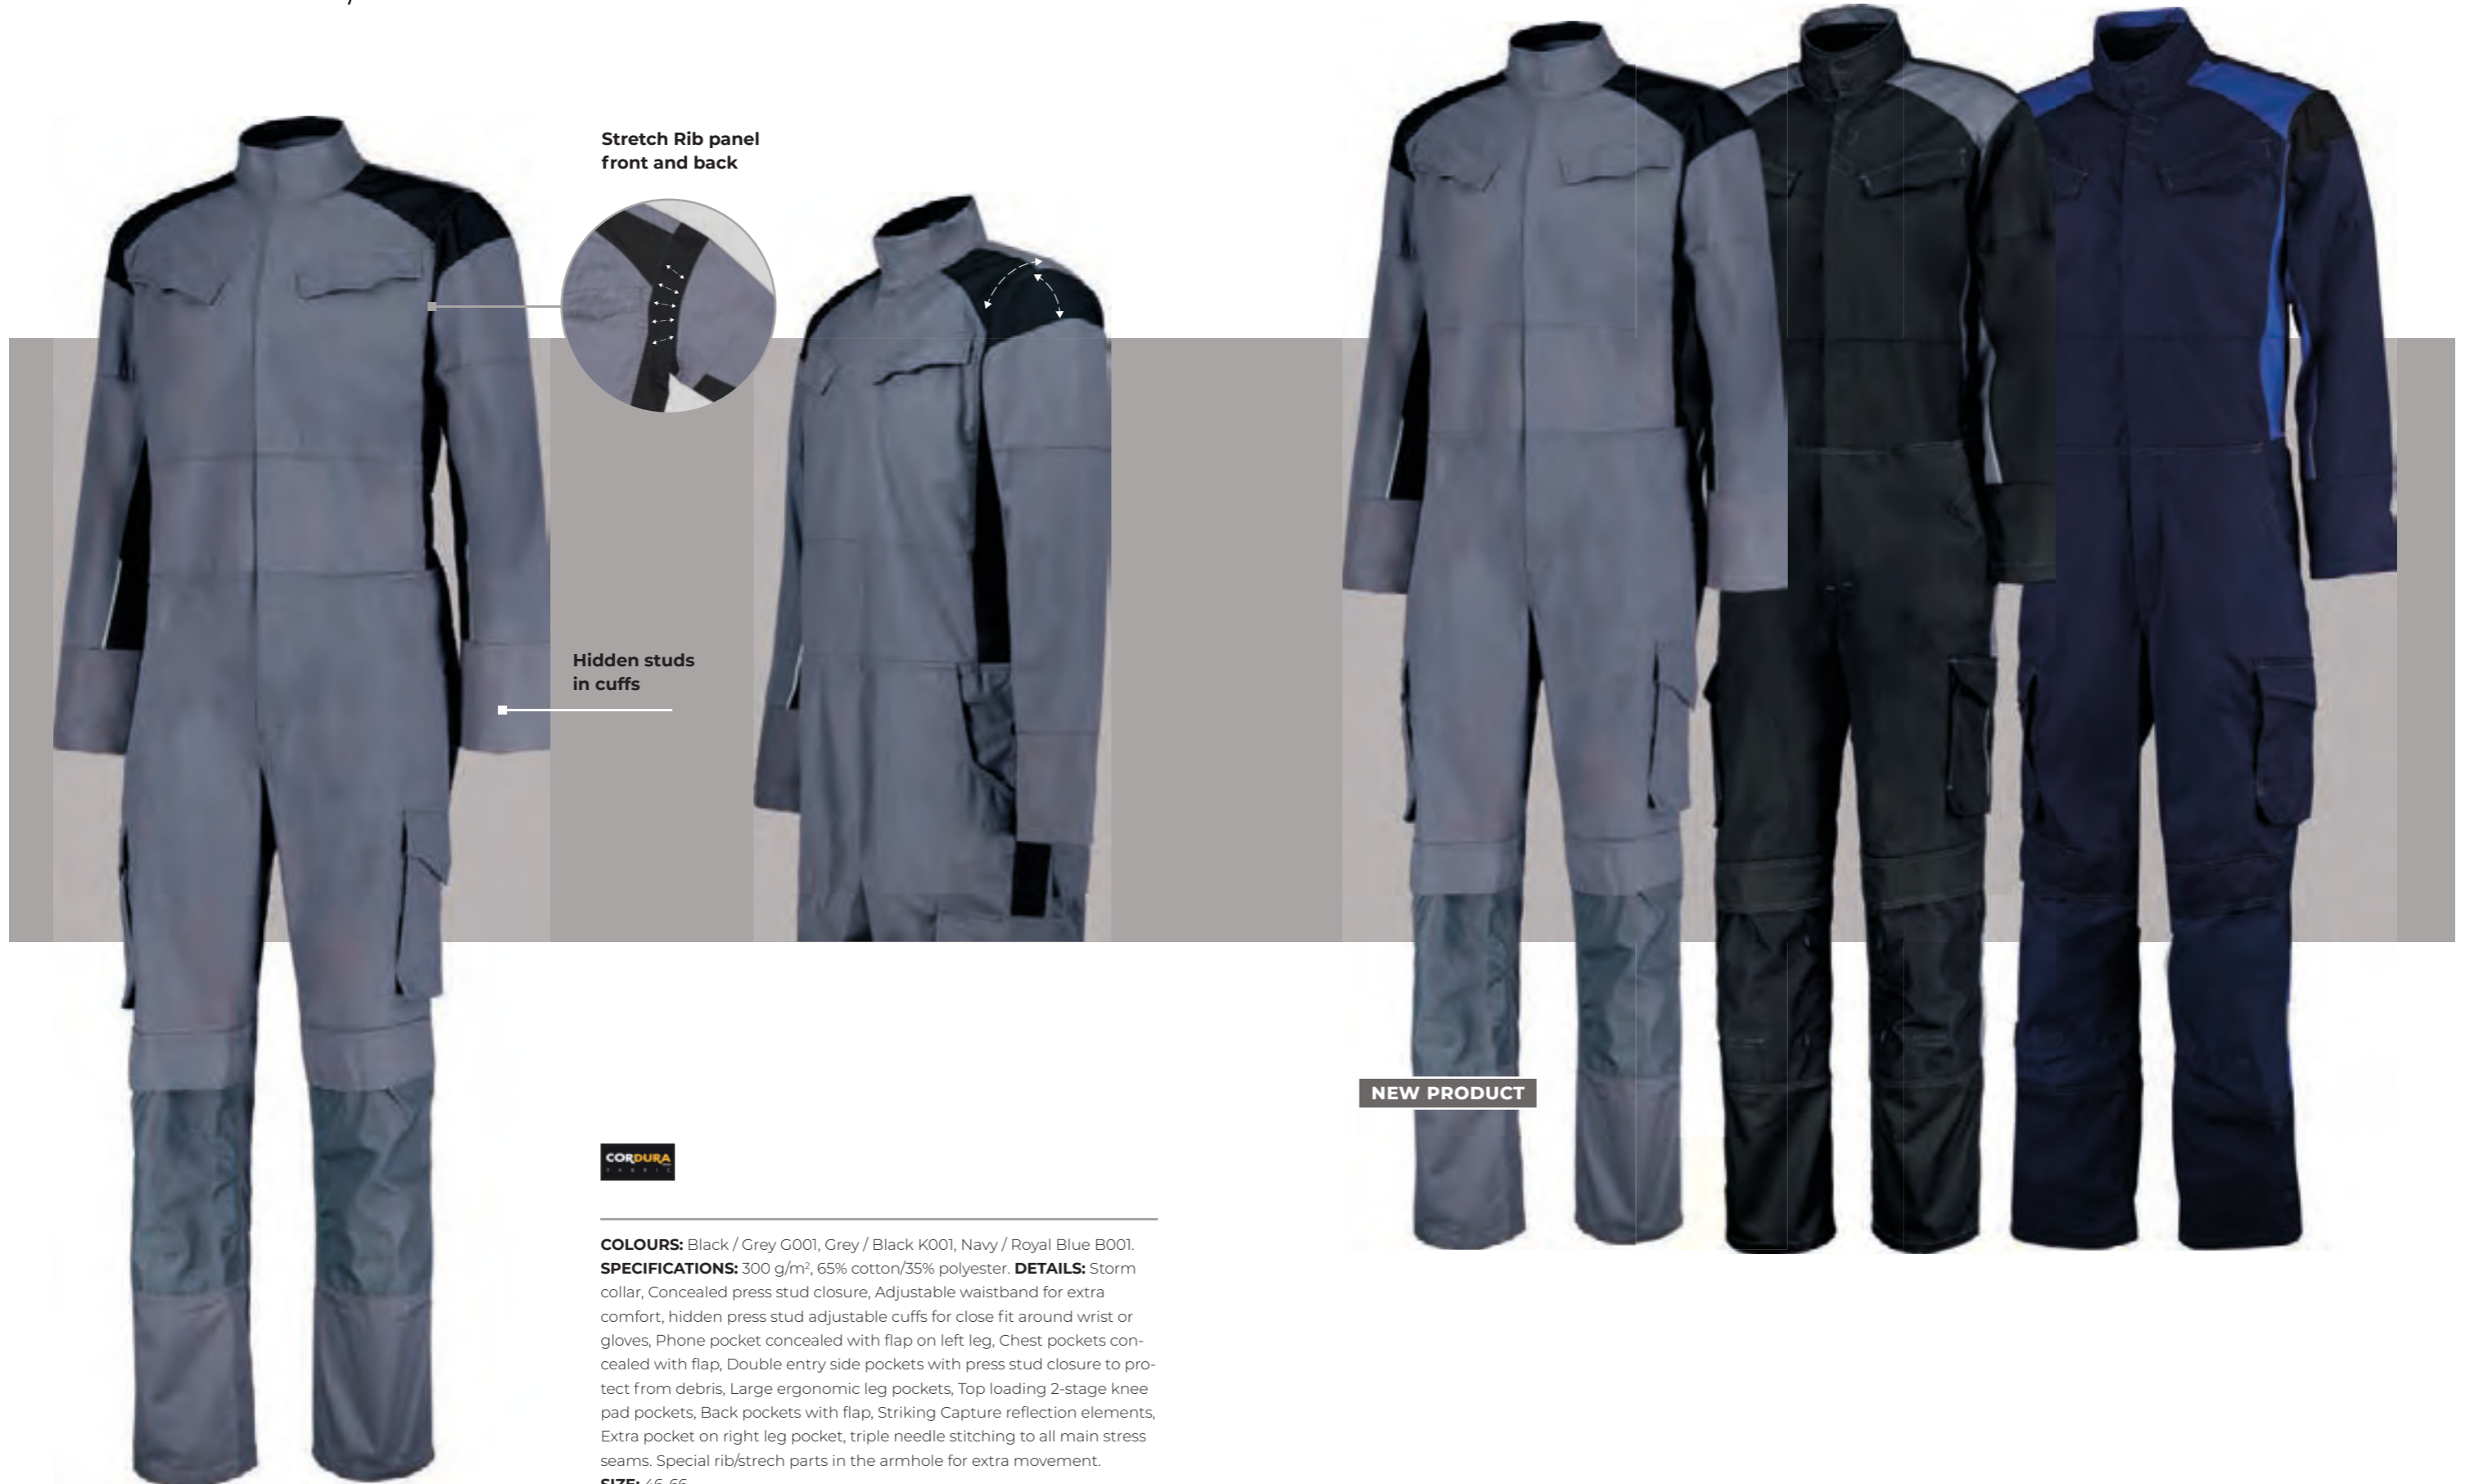 Stretch Rib panel
front and back
Hidden studs
in cuffs
NEW PRODUCT
CORDURA
FABRIC
COLOURS: Black / Grey G001, Grey / Black K001, Navy / Royal Blue B001.
SPECIFICATIONS: 300 g/m², 65% cotton/35% polyester. DETAILS: Storm
collar, Concealed press stud closure, Adjustable waistband for extra
comfort, hidden press stud adjustable cuffs for close fit around wrist or
gloves, Phone pocket concealed with flap on left leg, Chest pockets con-
cealed with flap, Double entry side pockets with press stud closure to pro-
tect from debris, Large ergonomic leg pockets, Top loading 2-stage knee
pad pockets, Back pockets with flap, Striking Capture reflection elements,
Extra pocket on right leg pocket, triple needle stitching to all main stress
seams. Special rib/strech parts in the armhole for extra movement.
SIZE: 46-66